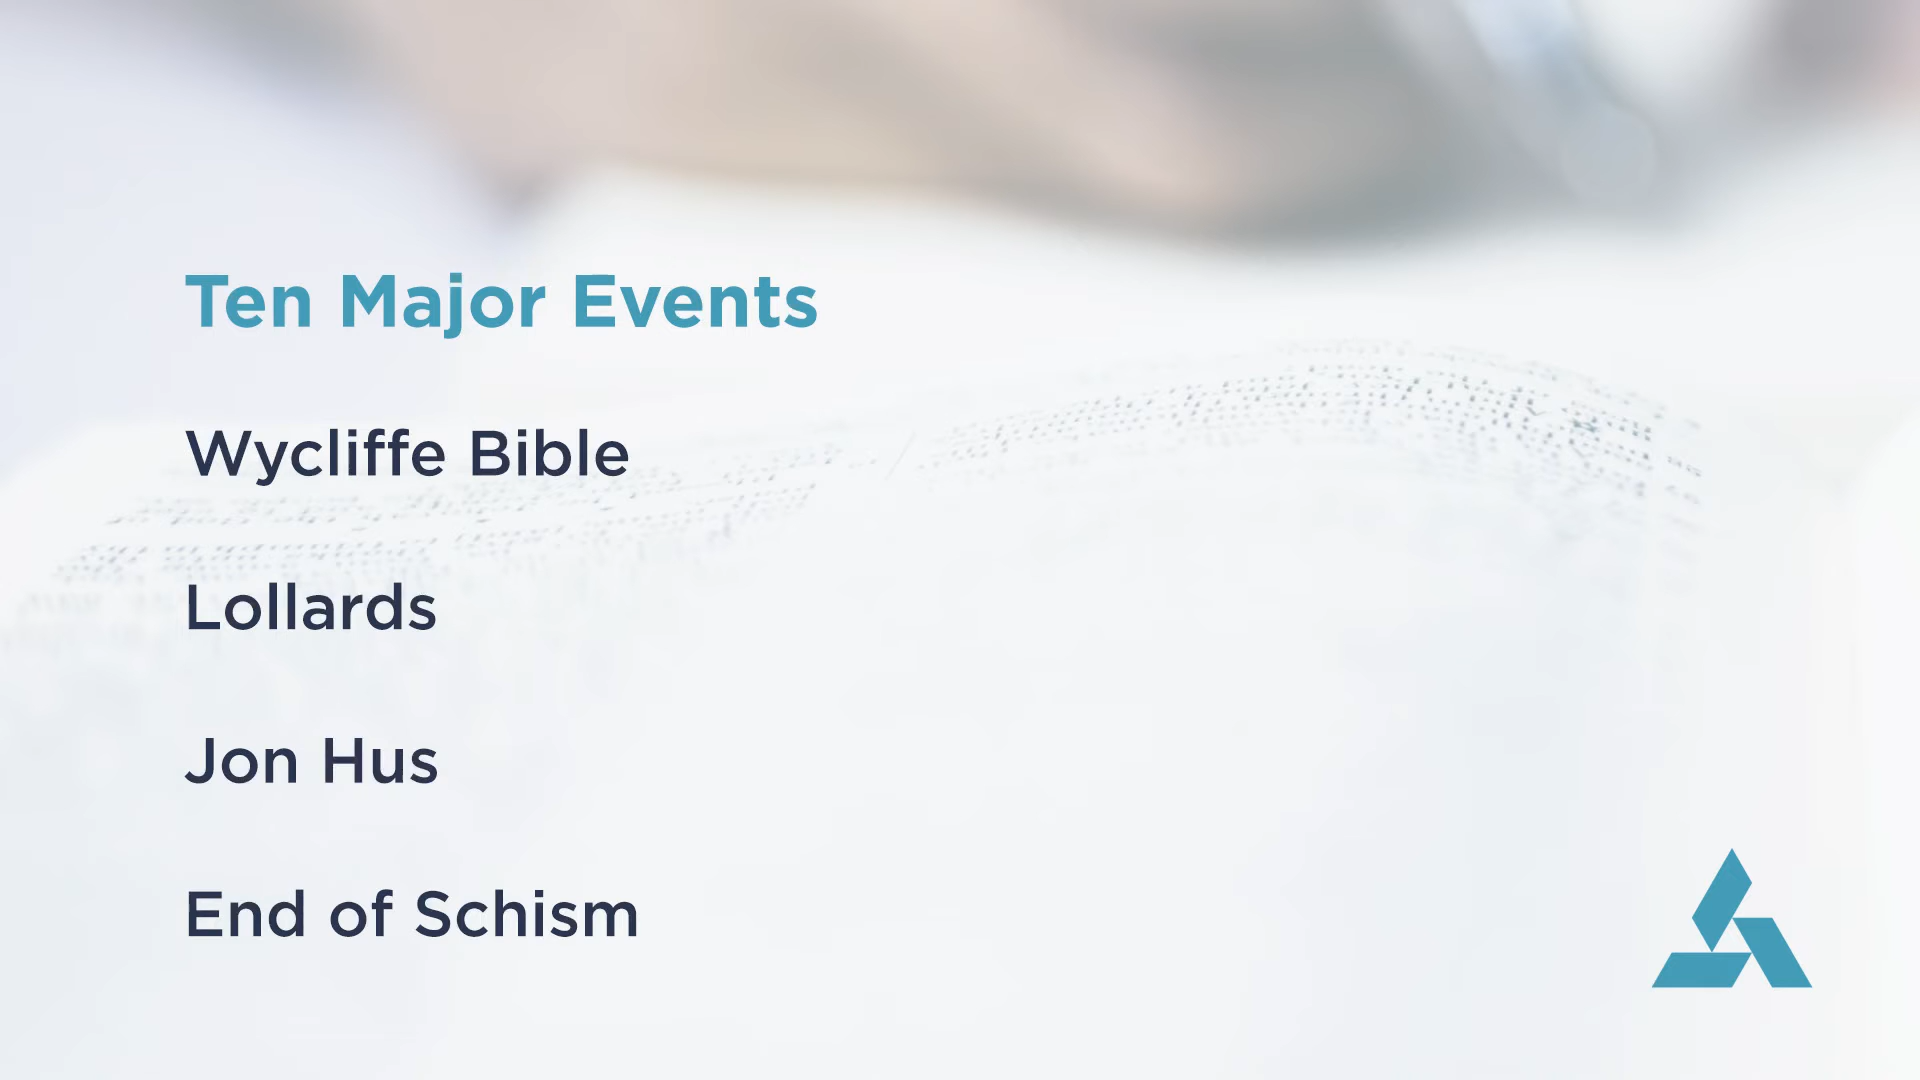 Ten Major Events
Wycliffe Bible
Lollards
Jon Hus
End of Schism